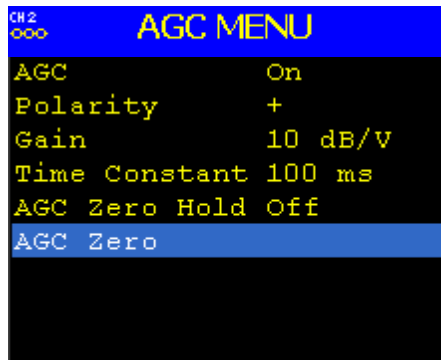 CH2
ooo
AGC MENU
AGC On
Polarity +
Gain 10 dB/V
Time Constant 100 ms
AGC Zero Hold Off
AGC Zero